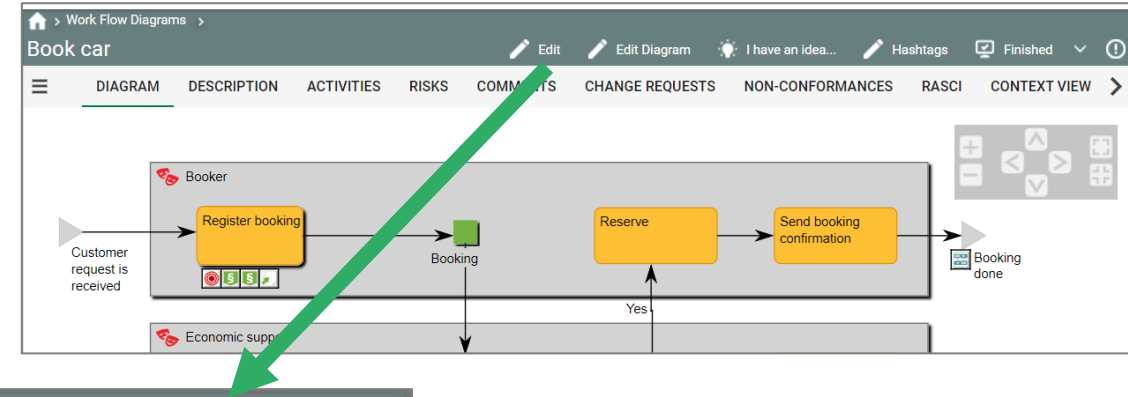 > Work Flow Diagrams >
Book car
Edit
Edit Diagram
I have an idea...
Hashtags
Finished
DIAGRAM
DESCRIPTION
ACTIVITIES
RISKS
CHANGE REQUESTS
NON-CONFORMANCES
RASCI
CONTEXT VIEW
Booker
Register booking
Reserve
Send booking
confirmation
Customer
request is
received
§ §
Booking
Booking
done
Yes
Economic